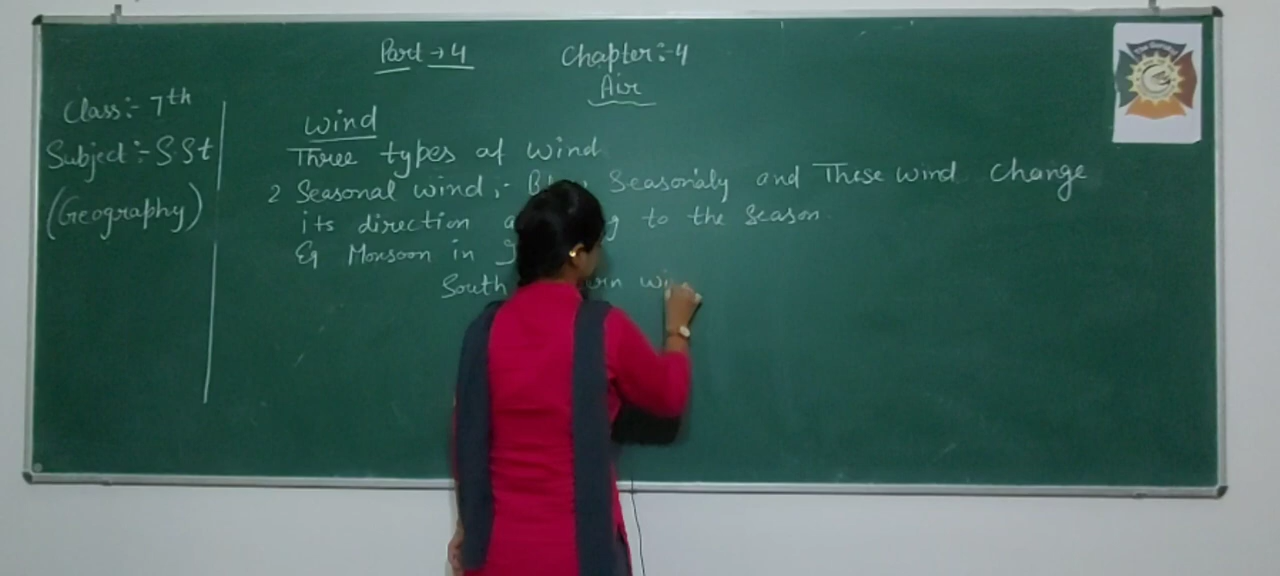 Part → 4
Chapter:- 4
Air
Class:- 7th
Subject:- S.St
(Geography)
Wind
Three types of wind
2 Seasonal wind :- Seasonaly and These wind change
its direction to the season.
Eg Monsoon in
South